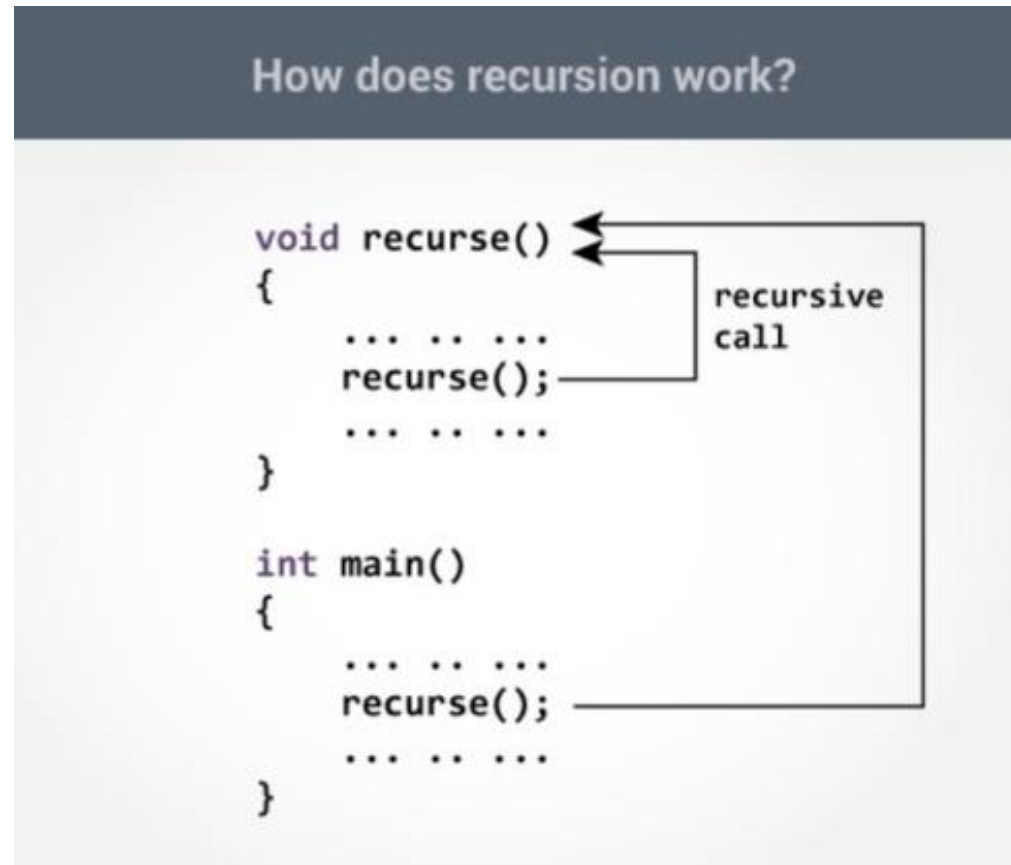 How does recursion work?
void recurse()
{
... .. ...
recurse();
... .. ...
}
recursive
call
int main()
{
... .. ...
recurse();
... .. ...
}